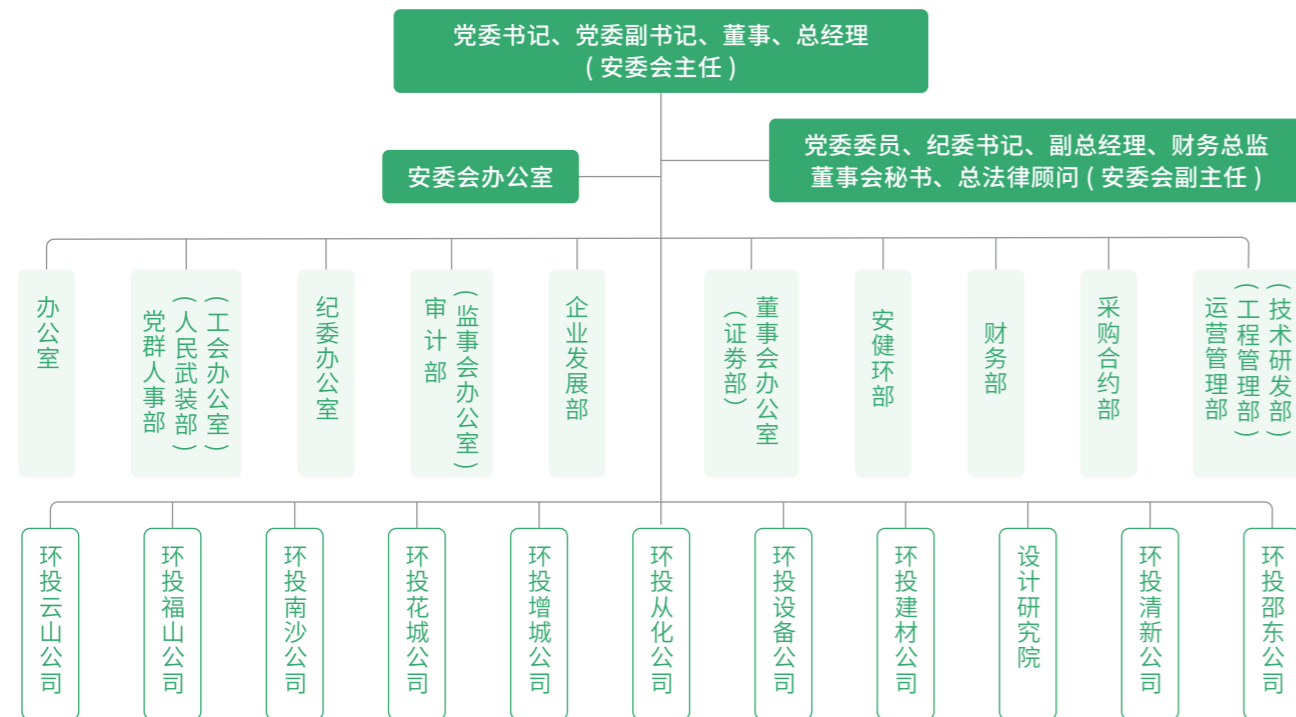 党委书记、党委副书记、董事、总经理
(安委会主任)
党委委员、纪委书记、副总经理、财务总监
董事会秘书、总法律顾问(安委会副主任)
安委会办公室
办公室
党群人事部
(人民武装部)
(工会办公室)
纪委办公室
审计部
(监事会办公室)
企业发展部
董事会办公室
(证券部)
安健环部
财务部
采购合约部
运营管理部
(工程管理部)
(技术研发部)
环投云山公司
环投福山公司
环投南沙公司
环投花城公司
环投增城公司
环投从化公司
环投设备公司
环投建材公司
设计研究院
环投清新公司
环投邵东公司